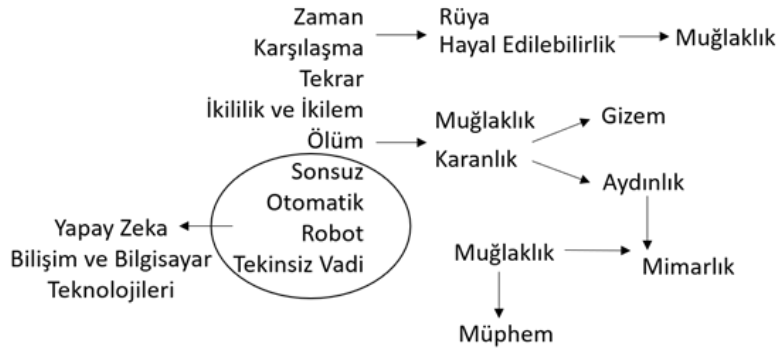 Zaman
Karşılaşma
Tekrar
İkililik ve İkilem
Ölüm
Sonsuz
Otomatik
Robot
Tekinsiz Vadi
Rüya
Hayal Edilebilirlik
Muğlaklık
Muğlaklık
Karanlık
Gizem
Aydınlık
Yapay Zeka
Bilişim ve Bilgisayar
Teknolojileri
Muğlaklık
Mimarlık
Müphem